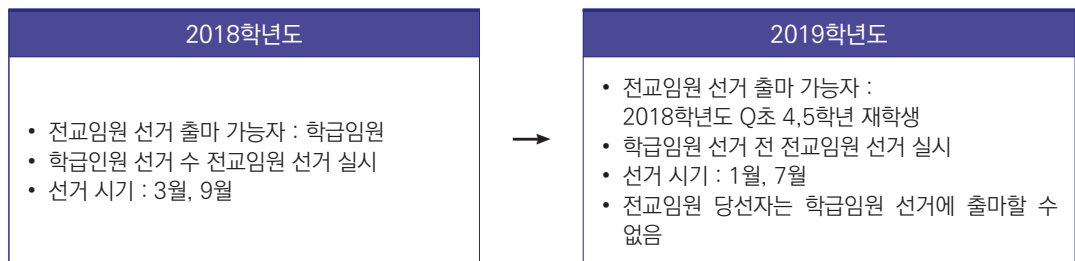 2018학년도
• 전교임원 선거 출마 가능자 : 학급임원
• 학급인원 선거 수 전교임원 선거 실시
• 선거 시기 : 3월, 9월
→
2019학년도
• 전교임원 선거 출마 가능자 :
2018학년도 Q초 4,5학년 재학생
• 학급임원 선거 전 전교임원 선거 실시
• 선거 시기 : 1월, 7월
• 전교임원 당선자는 학급임원 선거에 출마할 수
없음